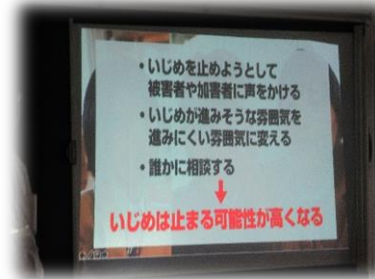 ・いじめを止めようとして
被害者や加害者に声をかける
・いじめが進みそうな雰囲気を
進みにくい雰囲気に変える
・誰かに相談する
↓
いじめは止まる可能性が高くなる